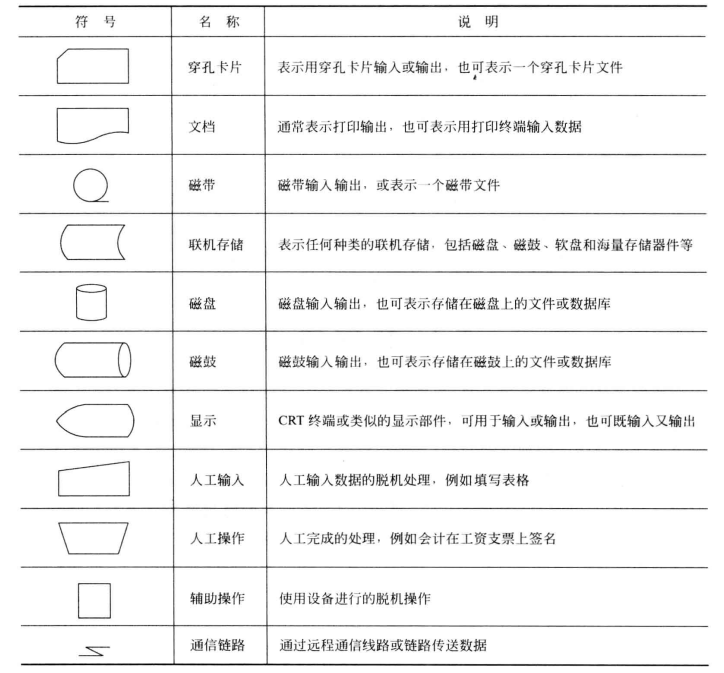 符 号 名 称 说 明
穿孔卡片 表示用穿孔卡片输入或输出，也可表示一个穿孔卡片文件
文档 通常表示打印输出，也可表示用打印终端输入数据
磁带 磁带输入输出，或表示一个磁带文件
联机存储 表示任何种类的联机存储，包括磁盘、磁鼓、软盘和海量存储器件等
磁盘 磁盘输入输出，也可表示存储在磁盘上的文件或数据库
磁鼓 磁鼓输入输出，也可表示存储在磁鼓上的文件或数据库
显示 CRT 终端或类似的显示部件，可用于输入或输出，也可既输入又输出
人工输入 人工输入数据的脱机处理，例如填写表格
人工操作 人工完成的处理，例如会计在工资支票上签名
辅助操作 使用设备进行的脱机操作
通信链路 通过远程通信线路或链路传送数据